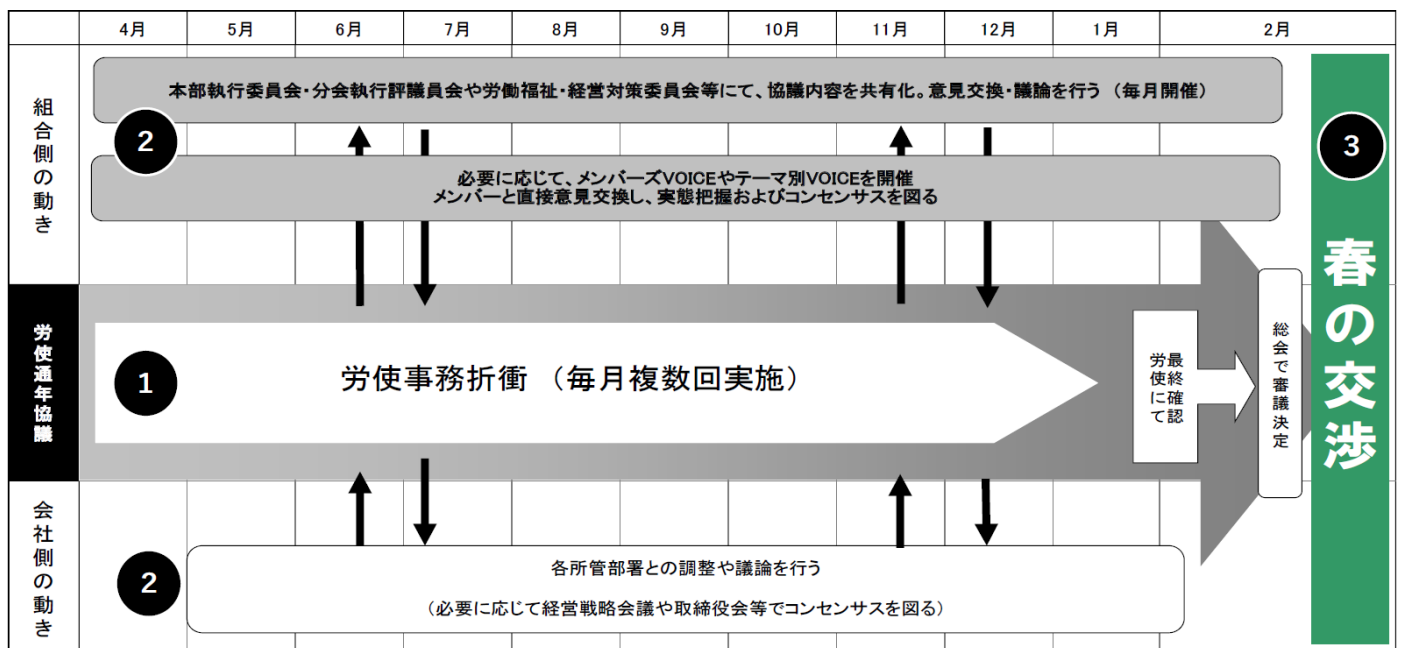 4月 5月 6月 7月 8月 9月 10月 11月 12月 1月 2月
組合側の動き
本部執行委員会・分会執行評議員会や労働福祉・経営対策委員会等にて、協議内容を共有化。意見交換・議論を行う（毎月開催）
2
必要に応じて、メンバーズVOICEやテーマ別VOICEを開催
メンバーと直接意見交換し、実態把握およびコンセンサスを図る
労使通年協議
1
労使事務折衝（毎月複数回実施）
労使にて
最終確認
総会で審議決定
3
春の交渉
会社側の動き
2
各所管部署との調整や議論を行う
（必要に応じて経営戦略会議や取締役会等でコンセンサスを図る）